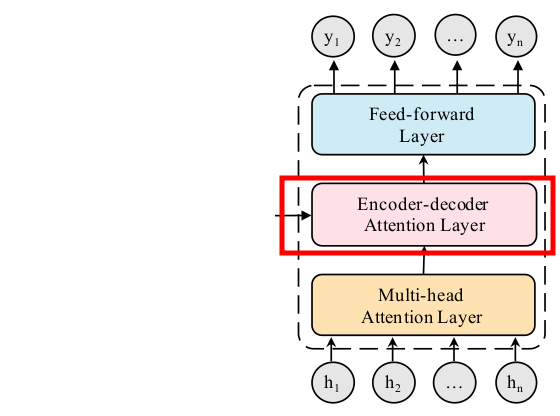 y1 y2 … yn
Feed-forward
Layer
Encoder-decoder
Attention Layer
Multi-head
Attention Layer
h1 h2 … hn